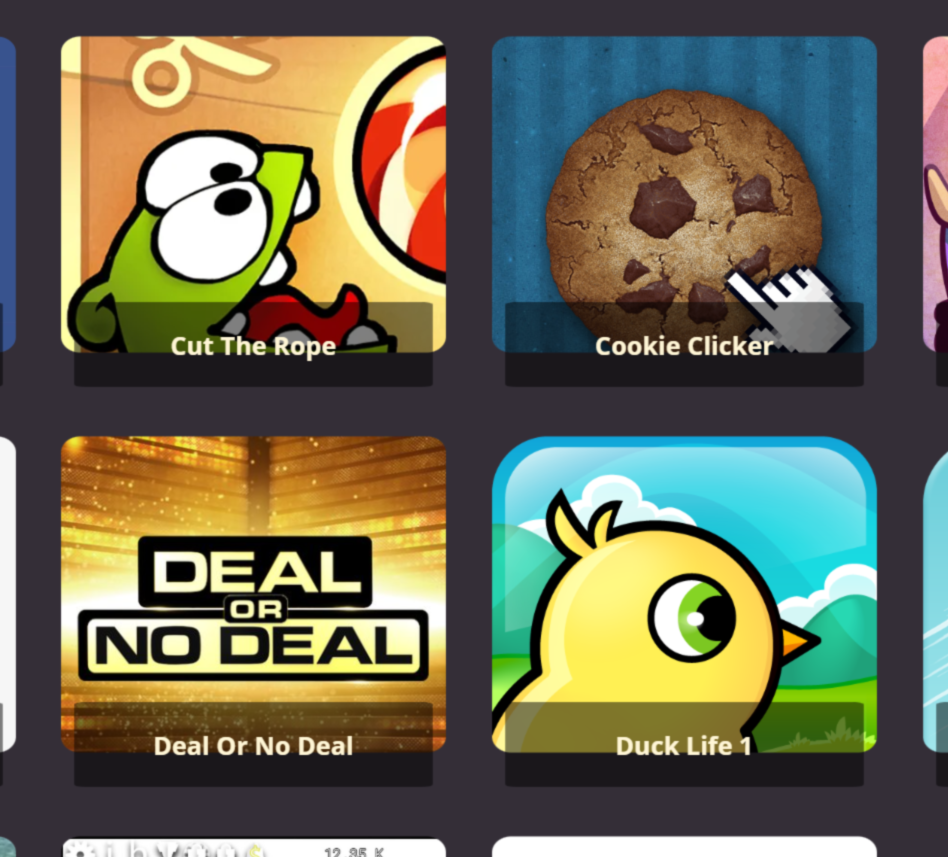 Cut The Rope
Cookie Clicker
DEAL
OR
NO DEAL
Deal Or No Deal
Duck Life 1
12.95 K